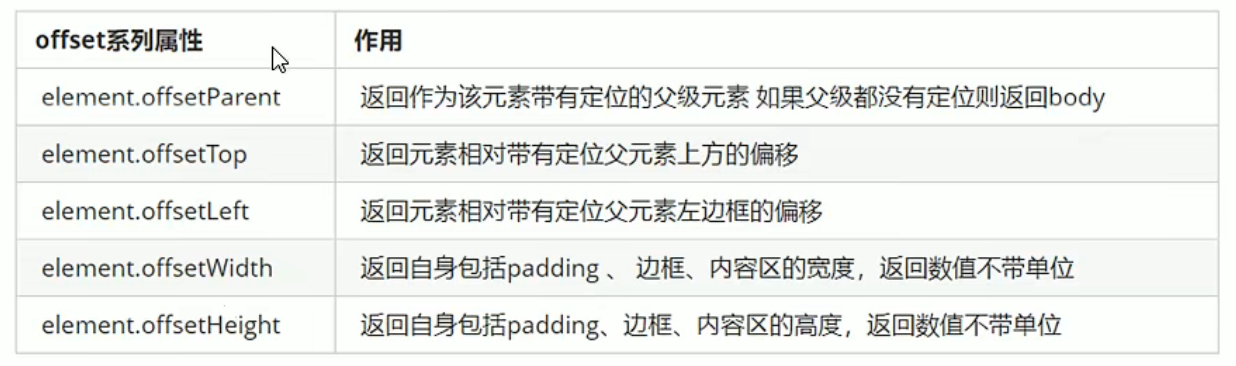 offset系列属性 作用
element.offsetParent 返回作为该元素带有定位的父级元素 如果父级都没有定位则返回body
element.offsetTop 返回元素相对带有定位父元素上方的偏移
element.offsetLeft 返回元素相对带有定位父元素左边框的偏移
element.offsetWidth 返回自身包括padding 、 边框、内容区的宽度，返回数值不带单位
element.offsetHeight 返回自身包括padding、边框、内容区的高度，返回数值不带单位